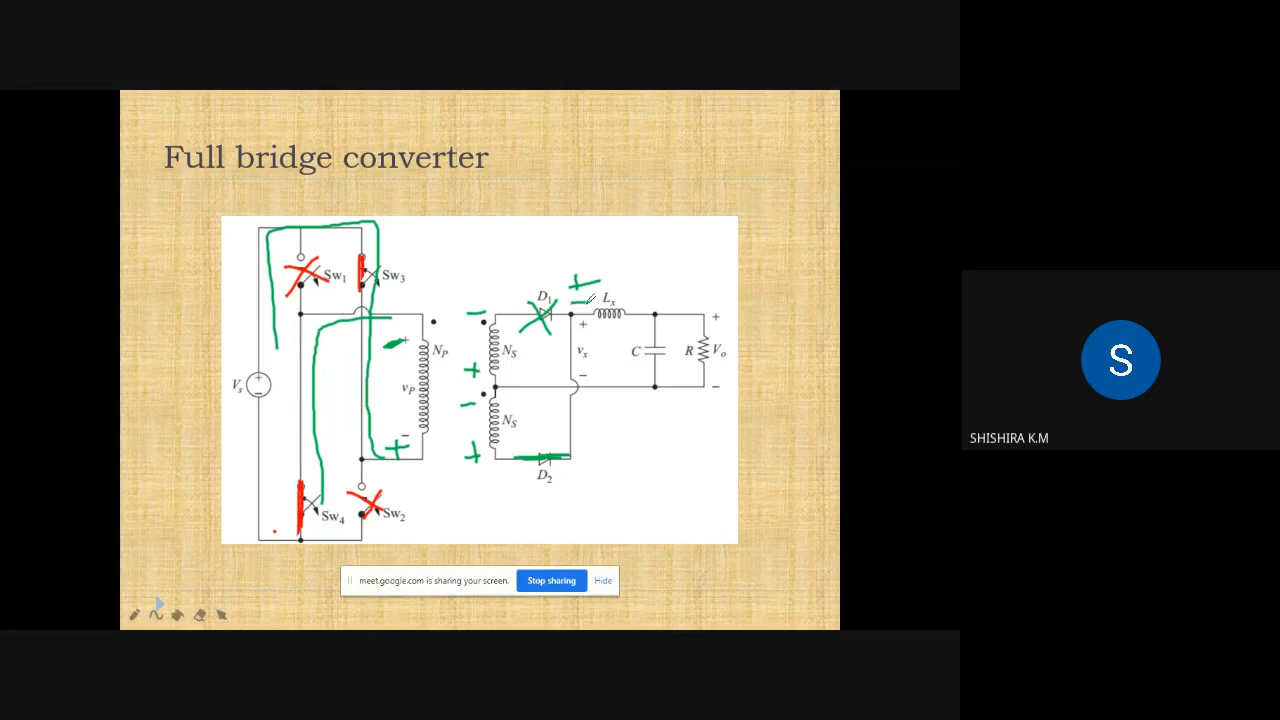 Full bridge converter
Sw1 Sw3
+ D1 Lx
− +
+ NP NS vx C R Vo
Vs + − vP + − −
− NS
− + +
D2
Sw4 Sw2
meet.google.com is sharing your screen. Stop sharing Hide
S
SHISHIRA K.M